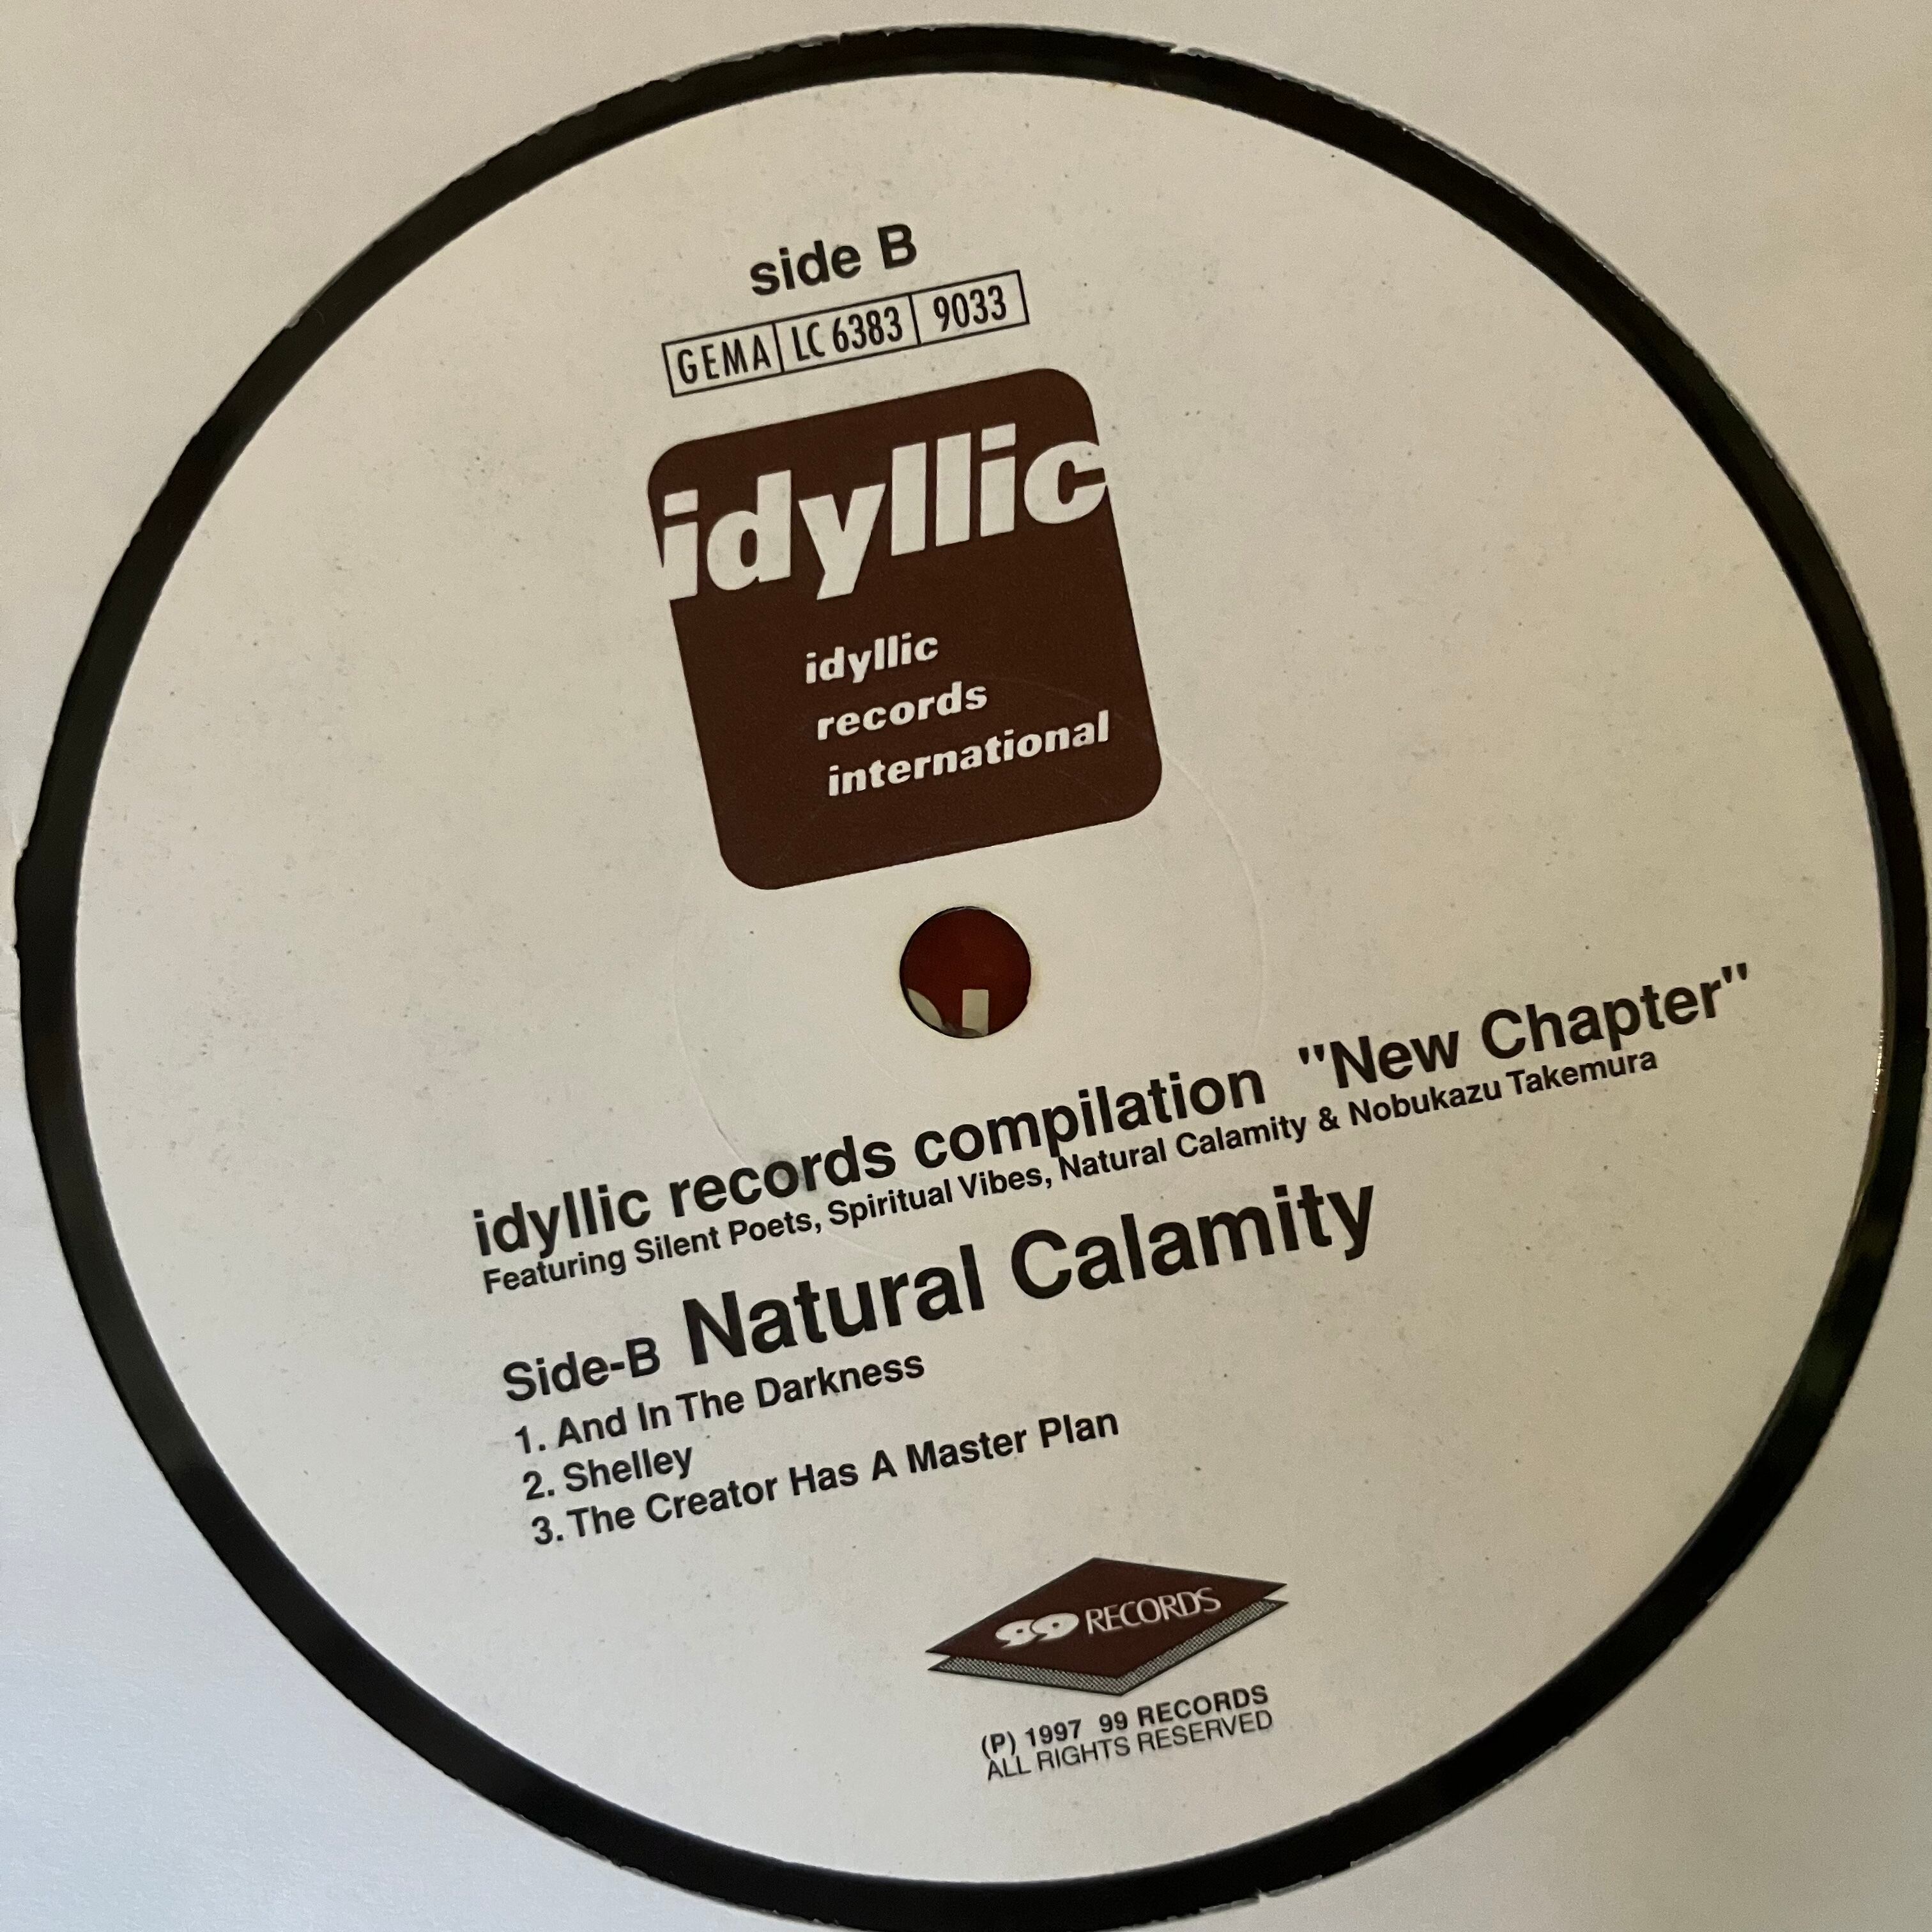 side B
GEMA LC 6383 9033
idyllic
idyllic
records
international
idyllic records compilation "New Chapter"
Featuring Silent Poets, Spiritual Vibes, Natural Calamity & Nobukazu Takemura
Side-B Natural Calamity
1. And In The Darkness
2. Shelley
3. The Creator Has A Master Plan
99 RECORDS
(P) 1997 99 RECORDS
ALL RIGHTS RESERVED